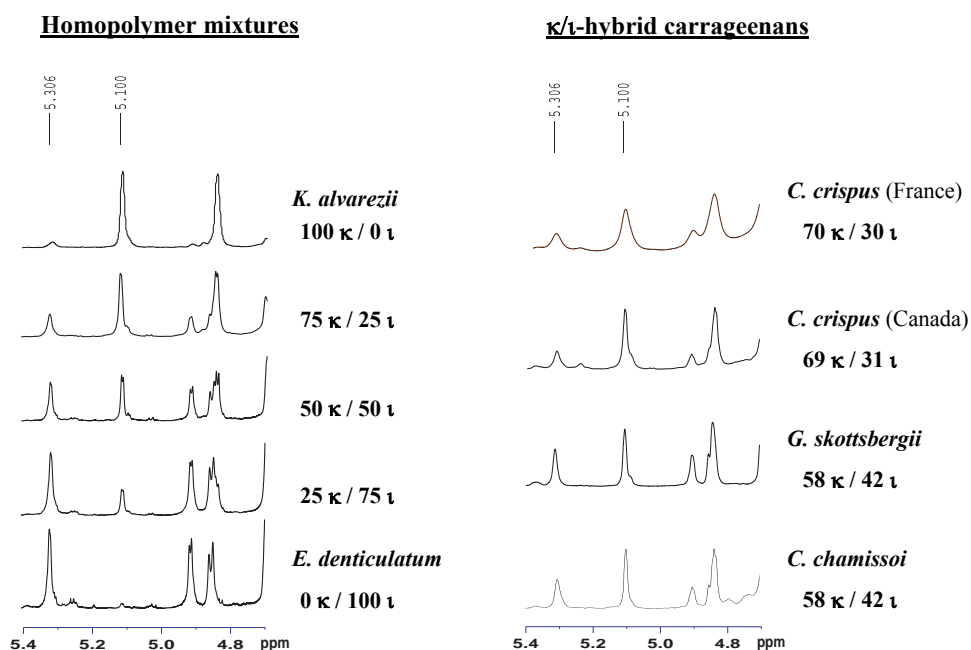 Homopolymer mixtures
5.306
5.100
K. alvarezii
100 κ / 0 ι
75 κ / 25 ι
50 κ / 50 ι
25 κ / 75 ι
E. denticulatum
0 κ / 100 ι
5.4 5.2 5.0 4.8 ppm
κ/ι-hybrid carrageenans
5.306
5.100
C. crispus (France)
70 κ / 30 ι
C. crispus (Canada)
69 κ / 31 ι
G. skottsbergii
58 κ / 42 ι
C. chamissoi
58 κ / 42 ι
5.4 5.2 5.0 4.8 ppm